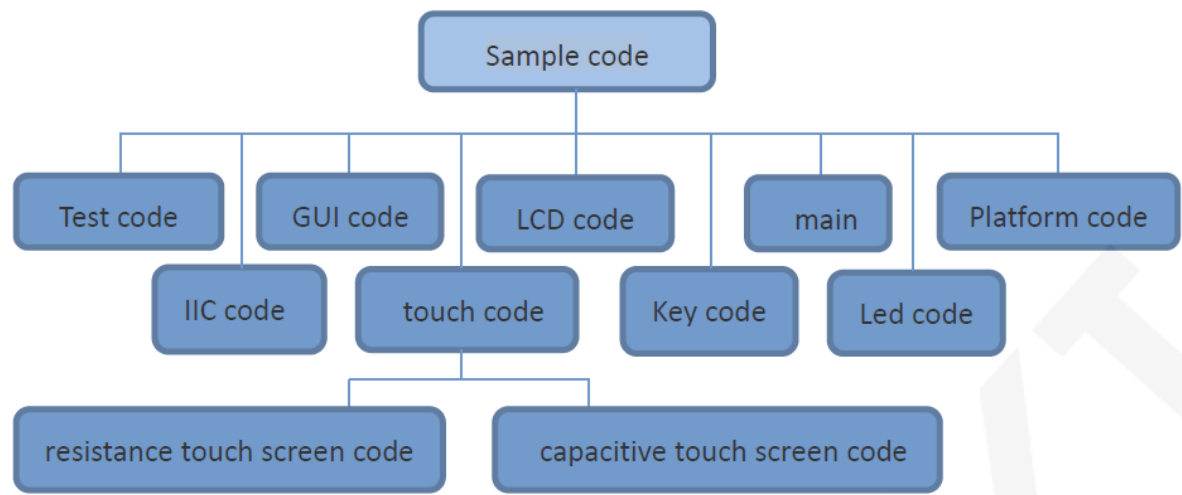 Sample code
Test code
GUI code
LCD code
main
Platform code
IIC code
touch code
Key code
Led code
resistance touch screen code
capacitive touch screen code